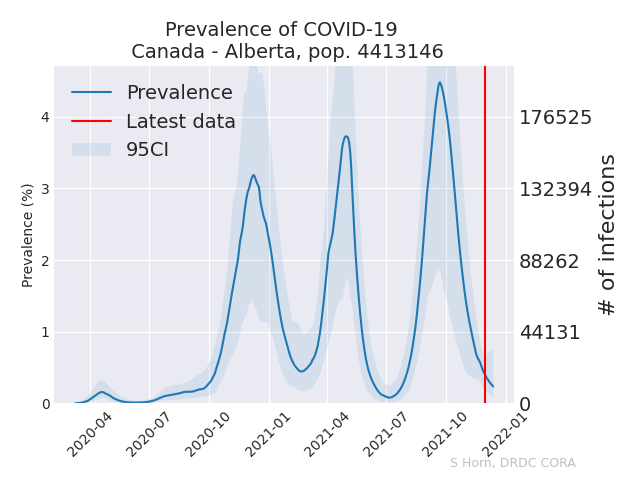 Prevalence of COVID-19
Canada - Alberta, pop. 4413146
Prevalence
Latest data
95CI
Prevalence (%)
4
3
2
1
0
176525
132394
88262
44131
0
# of infections
2020-04
2020-07
2020-10
2021-01
2021-04
2021-07
2021-10
2022-01
S Horn, DRDC CORA